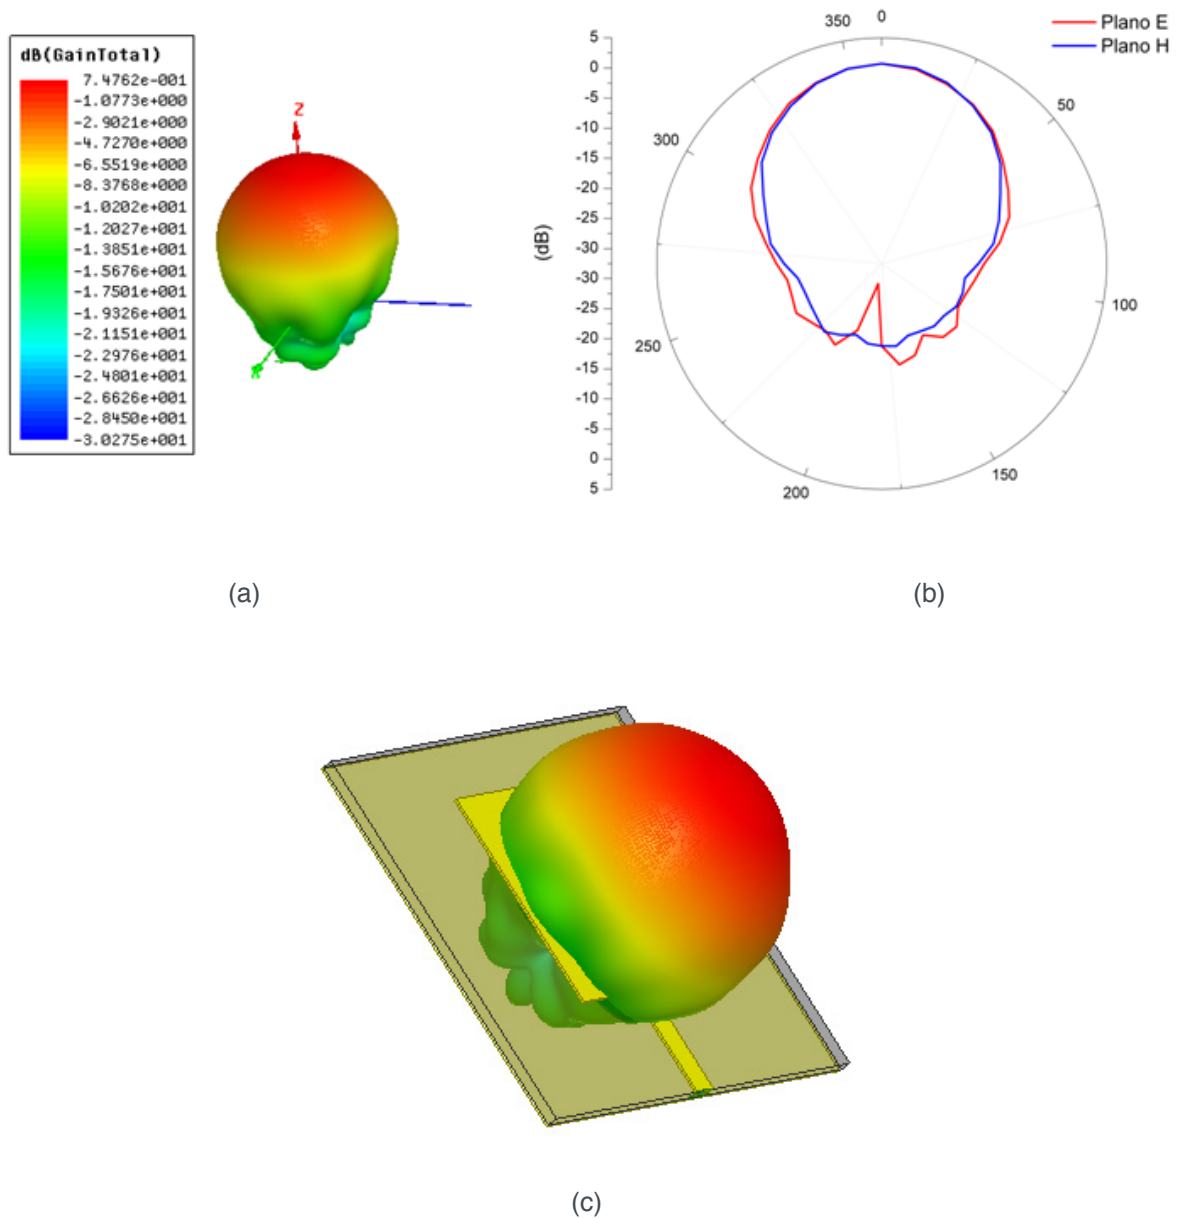 dB(GainTotal)
7.4762e-001
-1.0773e+000
-2.9021e+000
-4.7270e+000
-6.5519e+000
-8.3768e+000
-1.0202e+001
-1.2027e+001
-1.3851e+001
-1.5676e+001
-1.7501e+001
-1.9326e+001
-2.1151e+001
-2.2976e+001
-2.4801e+001
-2.6626e+001
-2.8450e+001
-3.0275e+001
Z
Plano E
Plano H
0
50
100
150
200
250
300
350
(dB)
5
0
-5
-10
-15
-20
-25
-30
-30
-25
-20
-15
-10
-5
0
5
(a)
(b)
(c)